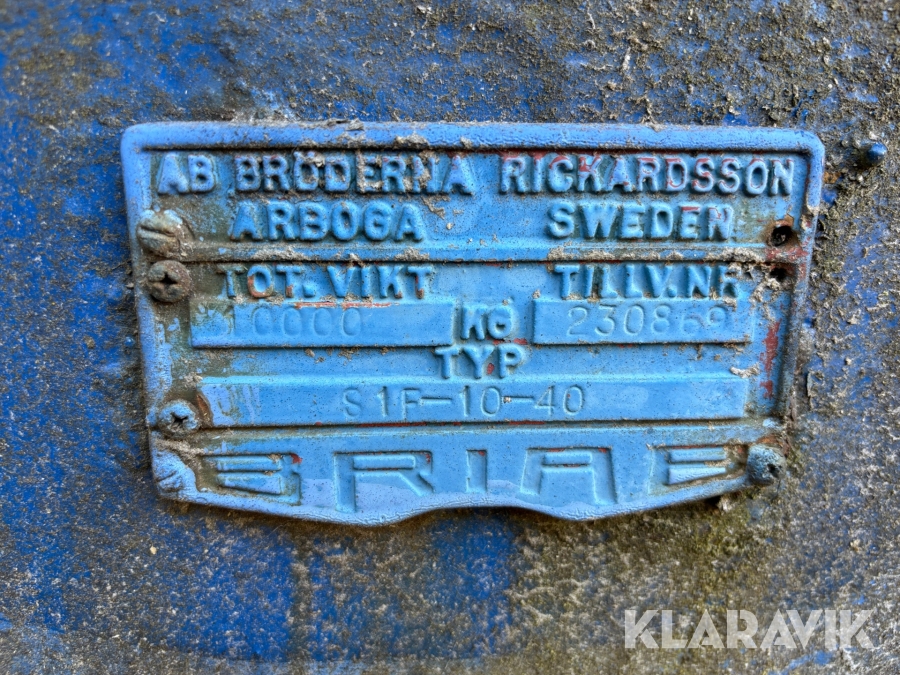 AB BRÖDERNA RICKARDSSON
ARBOGA SWEDEN
TOT. VIKT TILLV.NR
10000 KG 230869
TYP
S1F-10-40
BRIAB
KLARAVIK